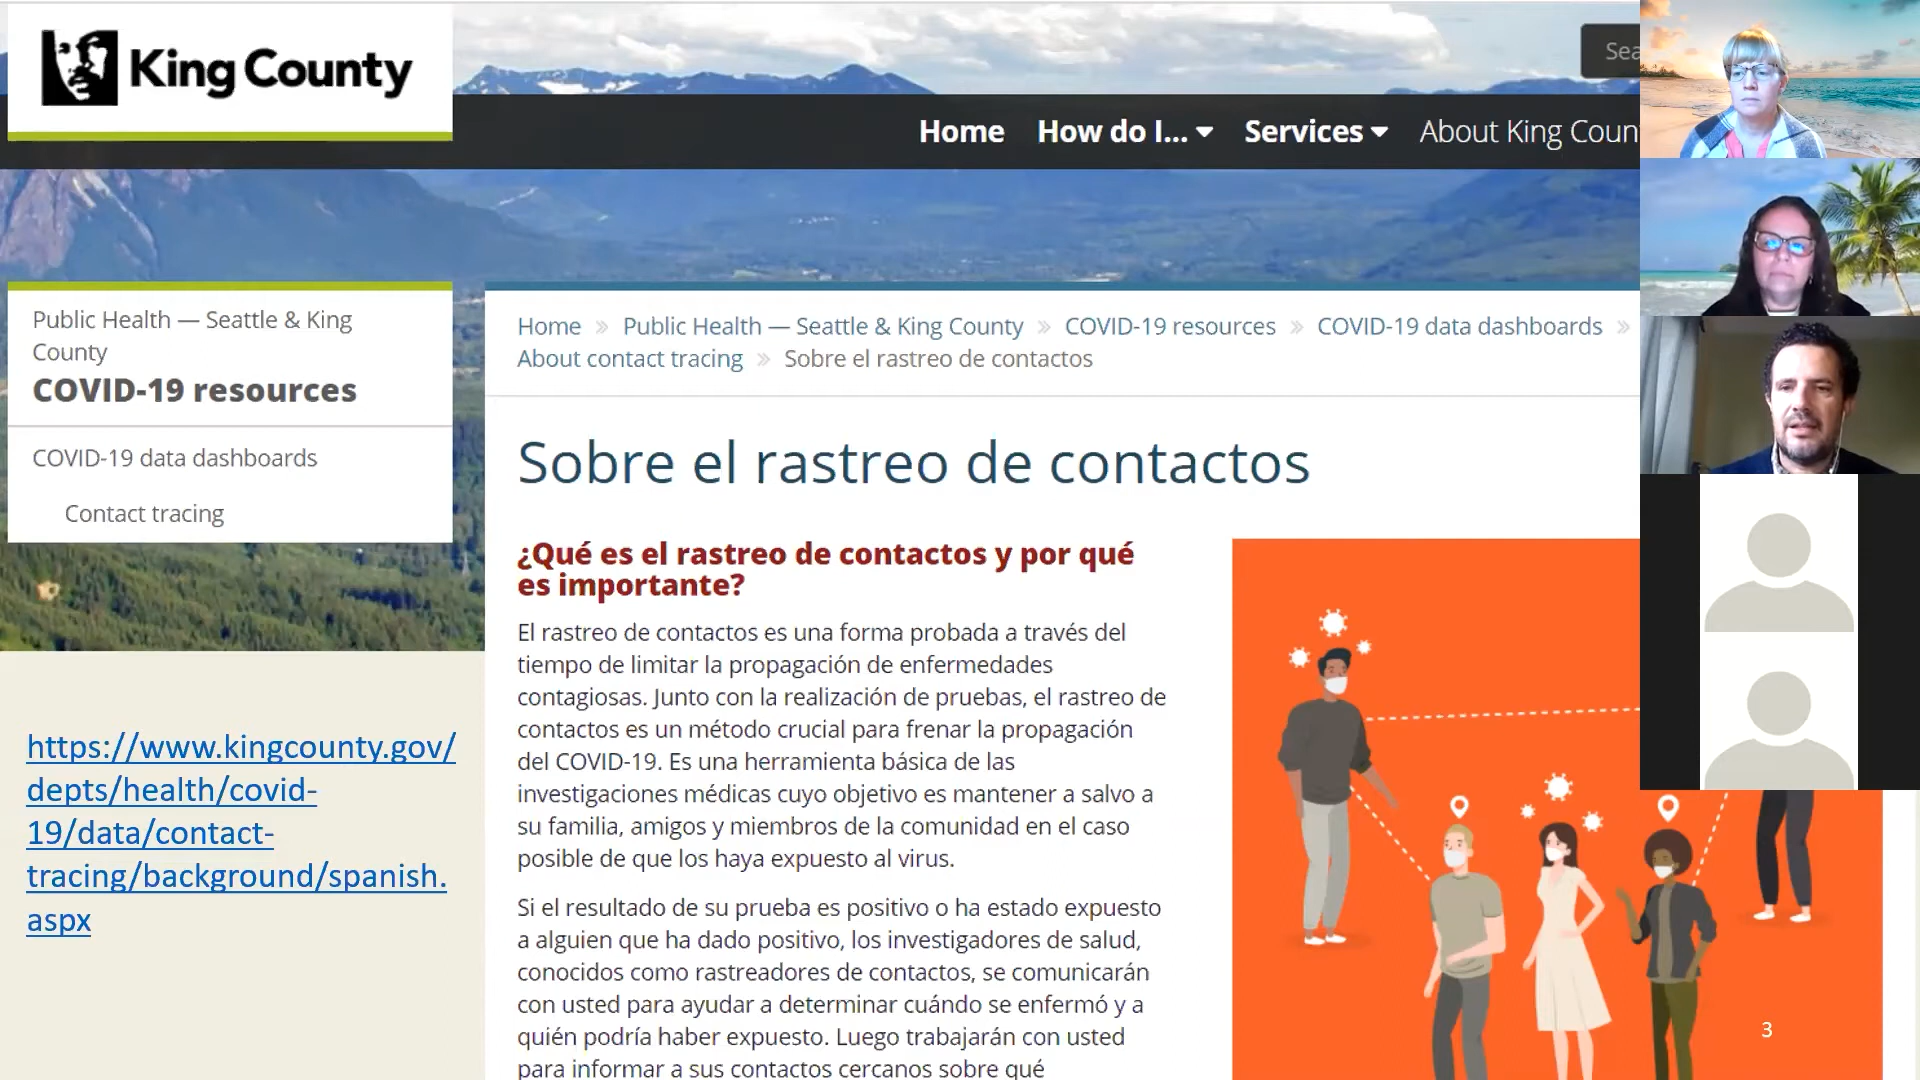 King County
Sea
Home How do I... Services About King Coun
Public Health — Seattle & King
County
COVID-19 resources
COVID-19 data dashboards
Contact tracing
Home » Public Health — Seattle & King County » COVID-19 resources » COVID-19 data dashboards »
About contact tracing » Sobre el rastreo de contactos
Sobre el rastreo de contactos
¿Qué es el rastreo de contactos y por qué
es importante?
El rastreo de contactos es una forma probada a través del
tiempo de limitar la propagación de enfermedades
contagiosas. Junto con la realización de pruebas, el rastreo de
contactos es un método crucial para frenar la propagación
del COVID-19. Es una herramienta básica de las
investigaciones médicas cuyo objetivo es mantener a salvo a
su familia, amigos y miembros de la comunidad en el caso
posible de que los haya expuesto al virus.
Si el resultado de su prueba es positivo o ha estado expuesto
a alguien que ha dado positivo, los investigadores de salud,
conocidos como rastreadores de contactos, se comunicarán
con usted para ayudar a determinar cuándo se enfermó y a
quién podría haber expuesto. Luego trabajarán con usted
para informar a sus contactos cercanos sobre qué
https://www.kingcounty.gov/
depts/health/covid-
19/data/contact-
tracing/background/spanish.
aspx
3